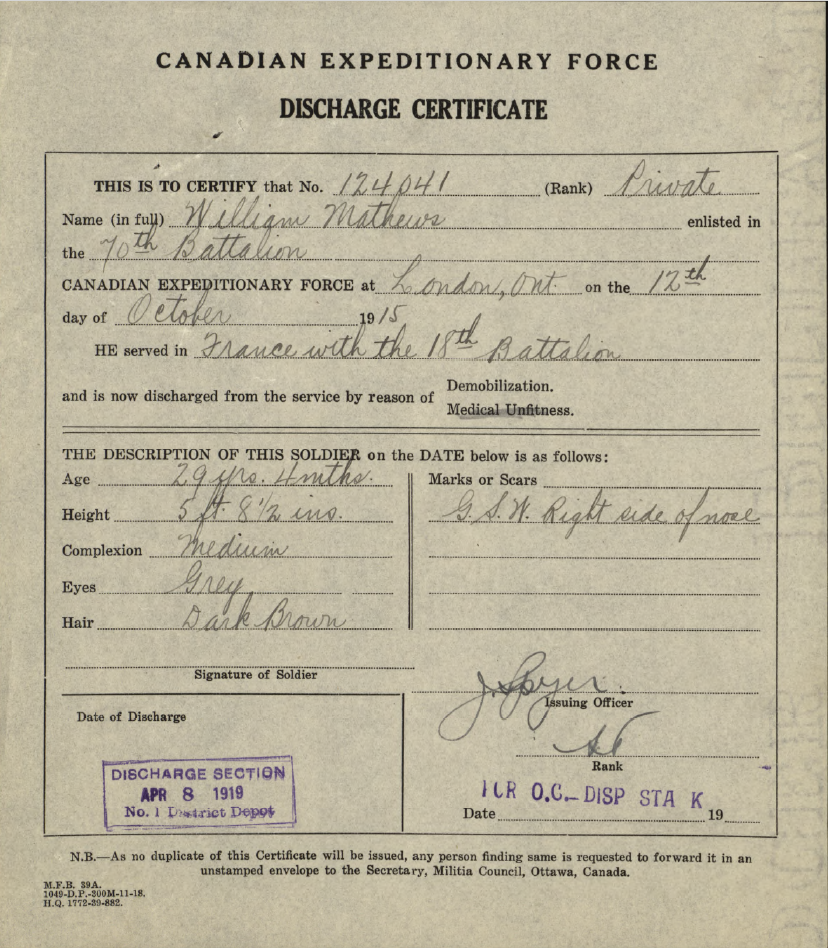 CANADIAN EXPEDITIONARY FORCE
DISCHARGE CERTIFICATE
THIS IS TO CERTIFY that No. 124041 (Rank) Private
Name (in full) William Mathews enlisted in
the 70th Battalion
CANADIAN EXPEDITIONARY FORCE at London, Ont. on the 12th
day of October 1915
HE served in France with the 18th Battalion
and is now discharged from the service by reason of Demobilization.
Medical Unfitness.
THE DESCRIPTION OF THIS SOLDIER on the DATE below is as follows:
Age 29 yrs. 4 mths.
Height 5 ft. 8 1/2 ins.
Complexion Medium
Eyes Grey
Hair Dark Brown
Marks or Scars
G.S.W. Right side of nose
Signature of Soldier
Issuing Officer
Rank
Date of Discharge
DISCHARGE SECTION
APR 8 1919
No. 1 District Depot
O.C. DISP STA K
Date 19
N.B.—As no duplicate of this Certificate will be issued, any person finding same is requested to forward it in an
unstamped envelope to the Secretary, Militia Council, Ottawa, Canada.
M.F.B. 39A.
1049-D.P.-300M-11-18.
H.Q. 1772-39-882.